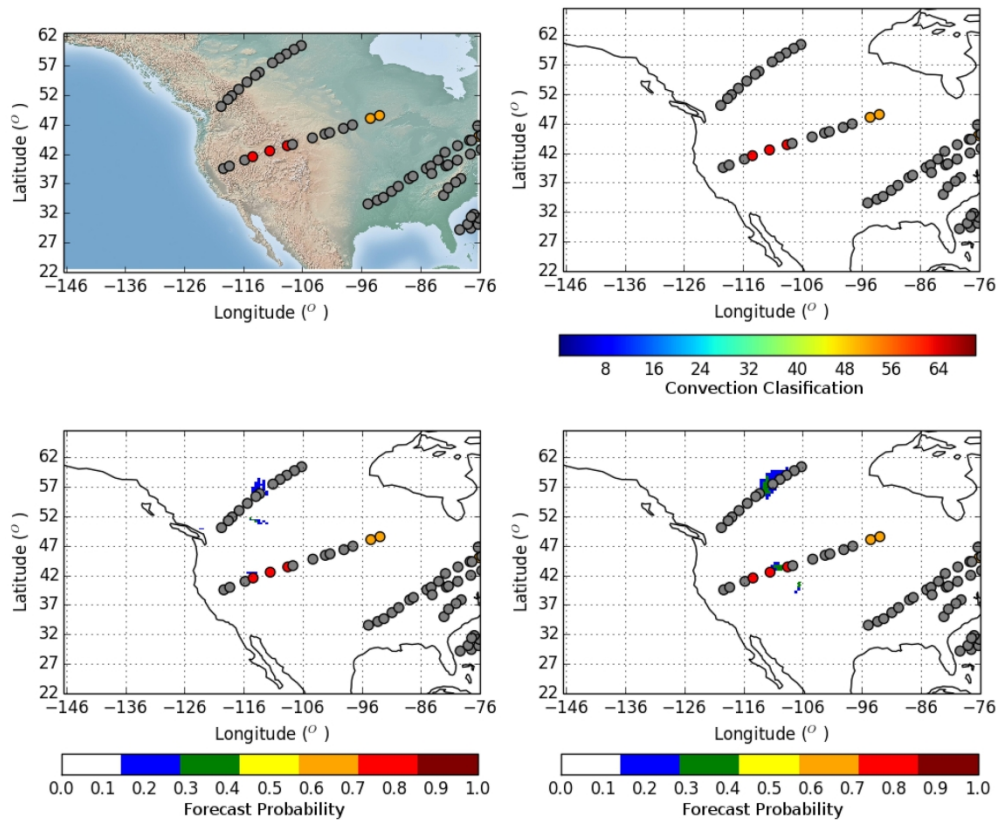 62
57
52
47
42
37
32
27
22
Latitude (o )
−146 −136 −126 −116 −106 −96 −86 −76
Longitude (o )
62
57
52
47
42
37
32
27
22
Latitude (o )
−146 −136 −126 −116 −106 −96 −86 −76
Longitude (o )
8 16 24 32 40 48 56 64
Convection Clasification
62
57
52
47
42
37
32
27
22
Latitude (o )
−146 −136 −126 −116 −106 −96 −86 −76
Longitude (o )
0.0 0.1 0.2 0.3 0.4 0.5 0.6 0.7 0.8 0.9 1.0
Forecast Probability
62
57
52
47
42
37
32
27
22
Latitude (o )
−146 −136 −126 −116 −106 −96 −86 −76
Longitude (o )
0.0 0.1 0.2 0.3 0.4 0.5 0.6 0.7 0.8 0.9 1.0
Forecast Probability